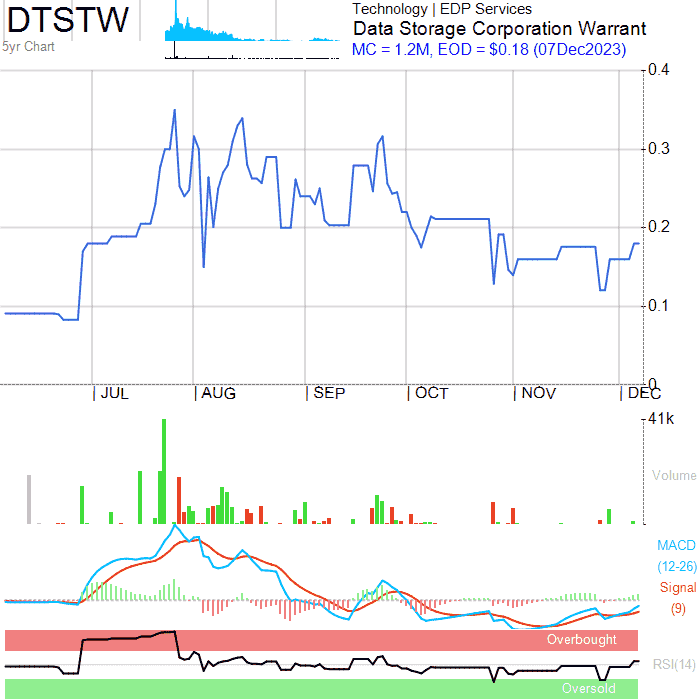 DTSTW
5yr Chart
Technology | EDP Services
Data Storage Corporation Warrant
MC = 1.2M, EOD = $0.18 (07Dec2023)
0.4
0.3
0.2
0.1
0
JUL AUG SEP OCT NOV DEC
41k
Volume
MACD
(12-26)
Signal
(9)
Overbought
RSI(14)
Oversold